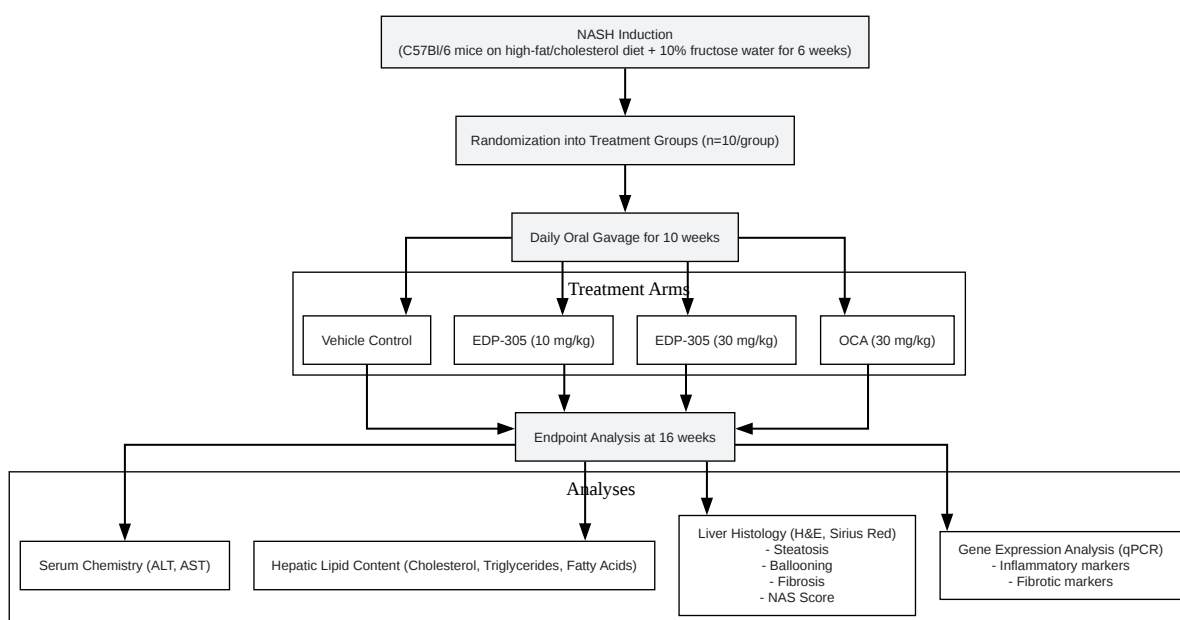 NASH Induction
(C57Bl/6 mice on high-fat/cholesterol diet + 10% fructose water for 6 weeks)
Randomization into Treatment Groups (n=10/group)
Daily Oral Gavage for 10 weeks
Treatment Arms
Vehicle Control
EDP-305 (10 mg/kg)
EDP-305 (30 mg/kg)
OCA (30 mg/kg)
Endpoint Analysis at 16 weeks
Analyses
Serum Chemistry (ALT, AST)
Hepatic Lipid Content (Cholesterol, Triglycerides, Fatty Acids)
Liver Histology (H&E, Sirius Red)
- Steatosis
- Ballooning
- Fibrosis
- NAS Score
Gene Expression Analysis (qPCR)
- Inflammatory markers
- Fibrotic markers